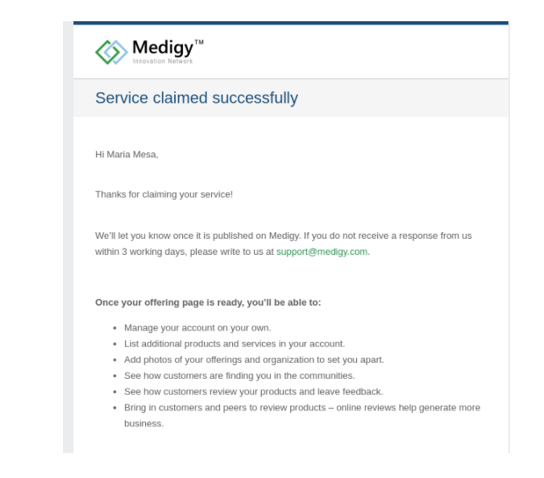 Medigy™
Innovation Network
Service claimed successfully
Hi Maria Mesa,
Thanks for claiming your service!
We'll let you know once it is published on Medigy. If you do not receive a response from us
within 3 working days, please write to us at support@medigy.com.
Once your offering page is ready, you'll be able to:
• Manage your account on your own.
• List additional products and services in your account.
• Add photos of your offerings and organization to set you apart.
• See how customers are finding you in the communities.
• See how customers review your products and leave feedback.
• Bring in customers and peers to review products – online reviews help generate more
business.